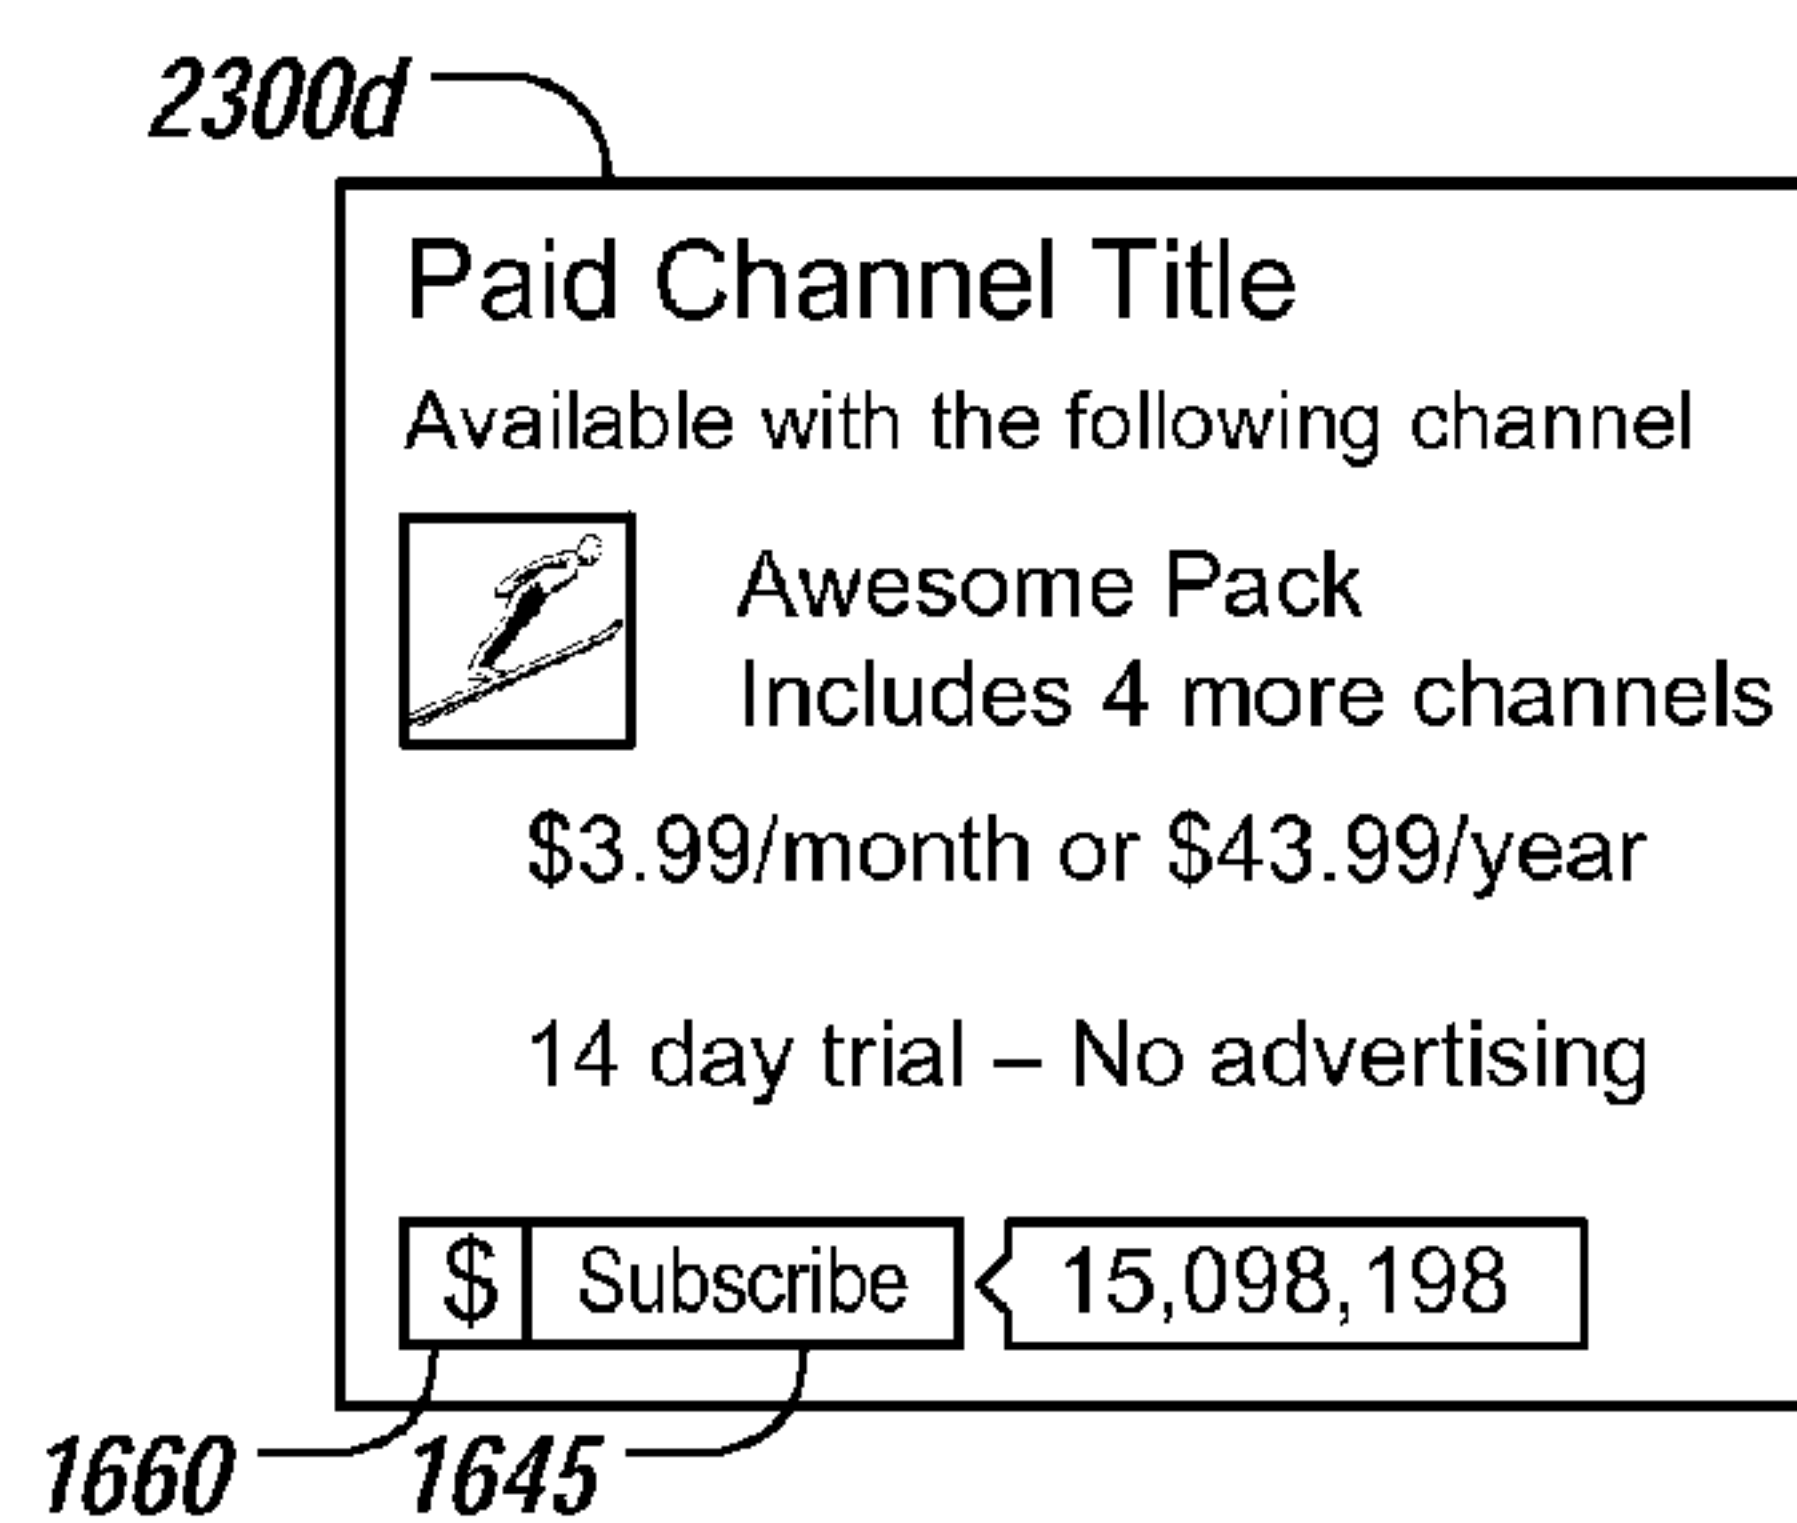 2300d
Paid Channel Title
Available with the following channel
Awesome Pack
Includes 4 more channels
$3.99/month or $43.99/year
14 day trial – No advertising
$ Subscribe 15,098,198
1660 1645